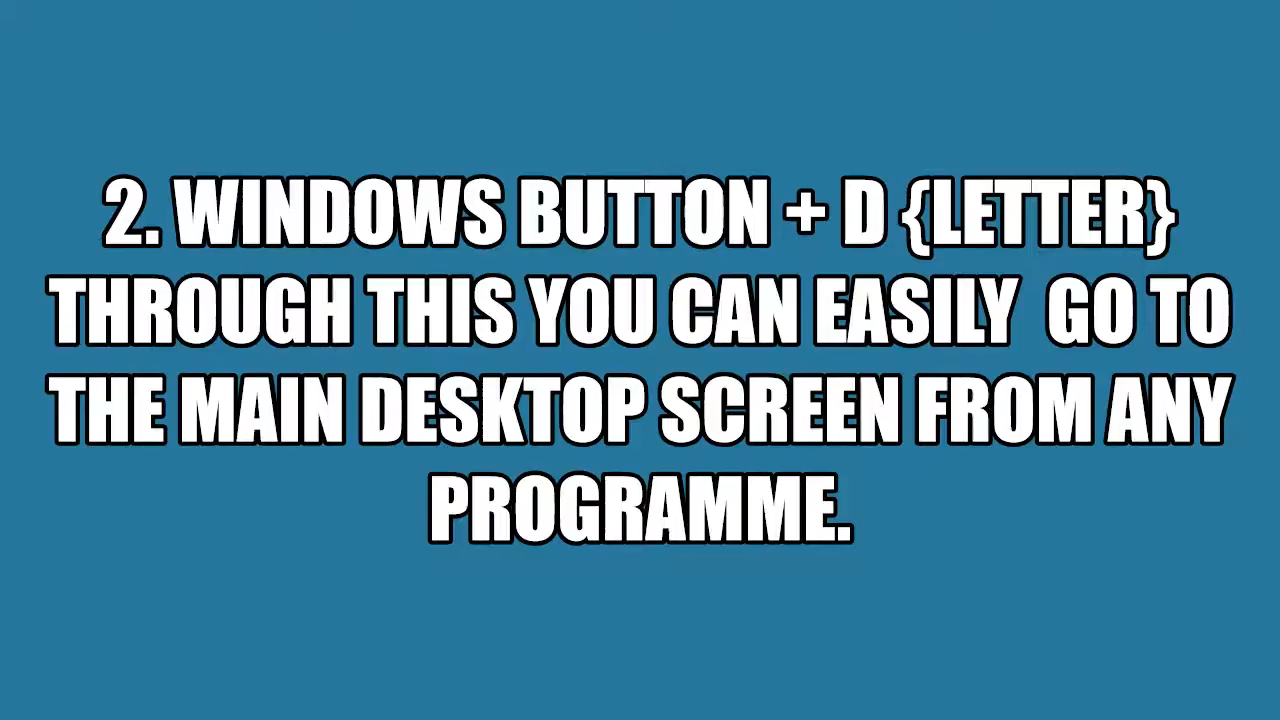 2. WINDOWS BUTTON + D {LETTER}
THROUGH THIS YOU CAN EASILY  GO TO
THE MAIN DESKTOP SCREEN FROM ANY
PROGRAMME.